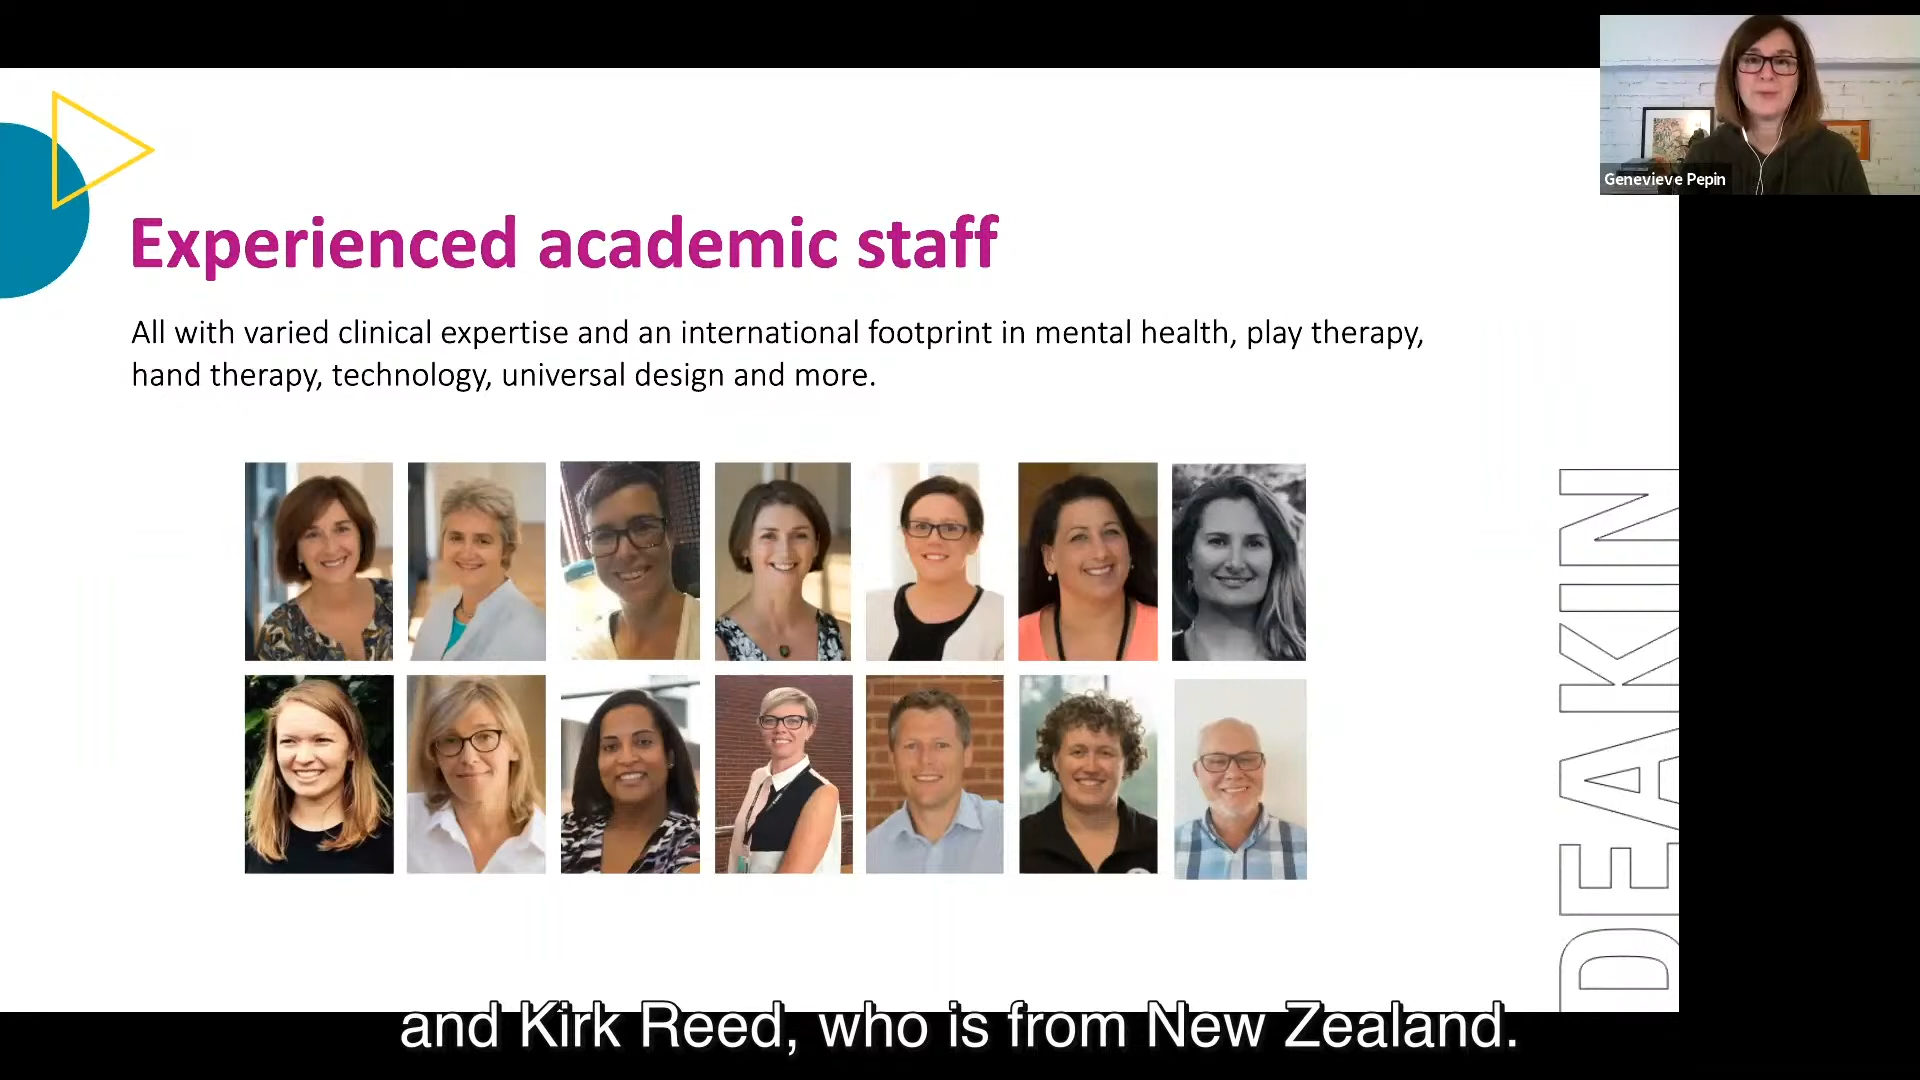 Genevieve Pepin
Experienced academic staff
All with varied clinical expertise and an international footprint in mental health, play therapy,
hand therapy, technology, universal design and more.
DEAKIN
and Kirk Reed, who is from New Zealand.